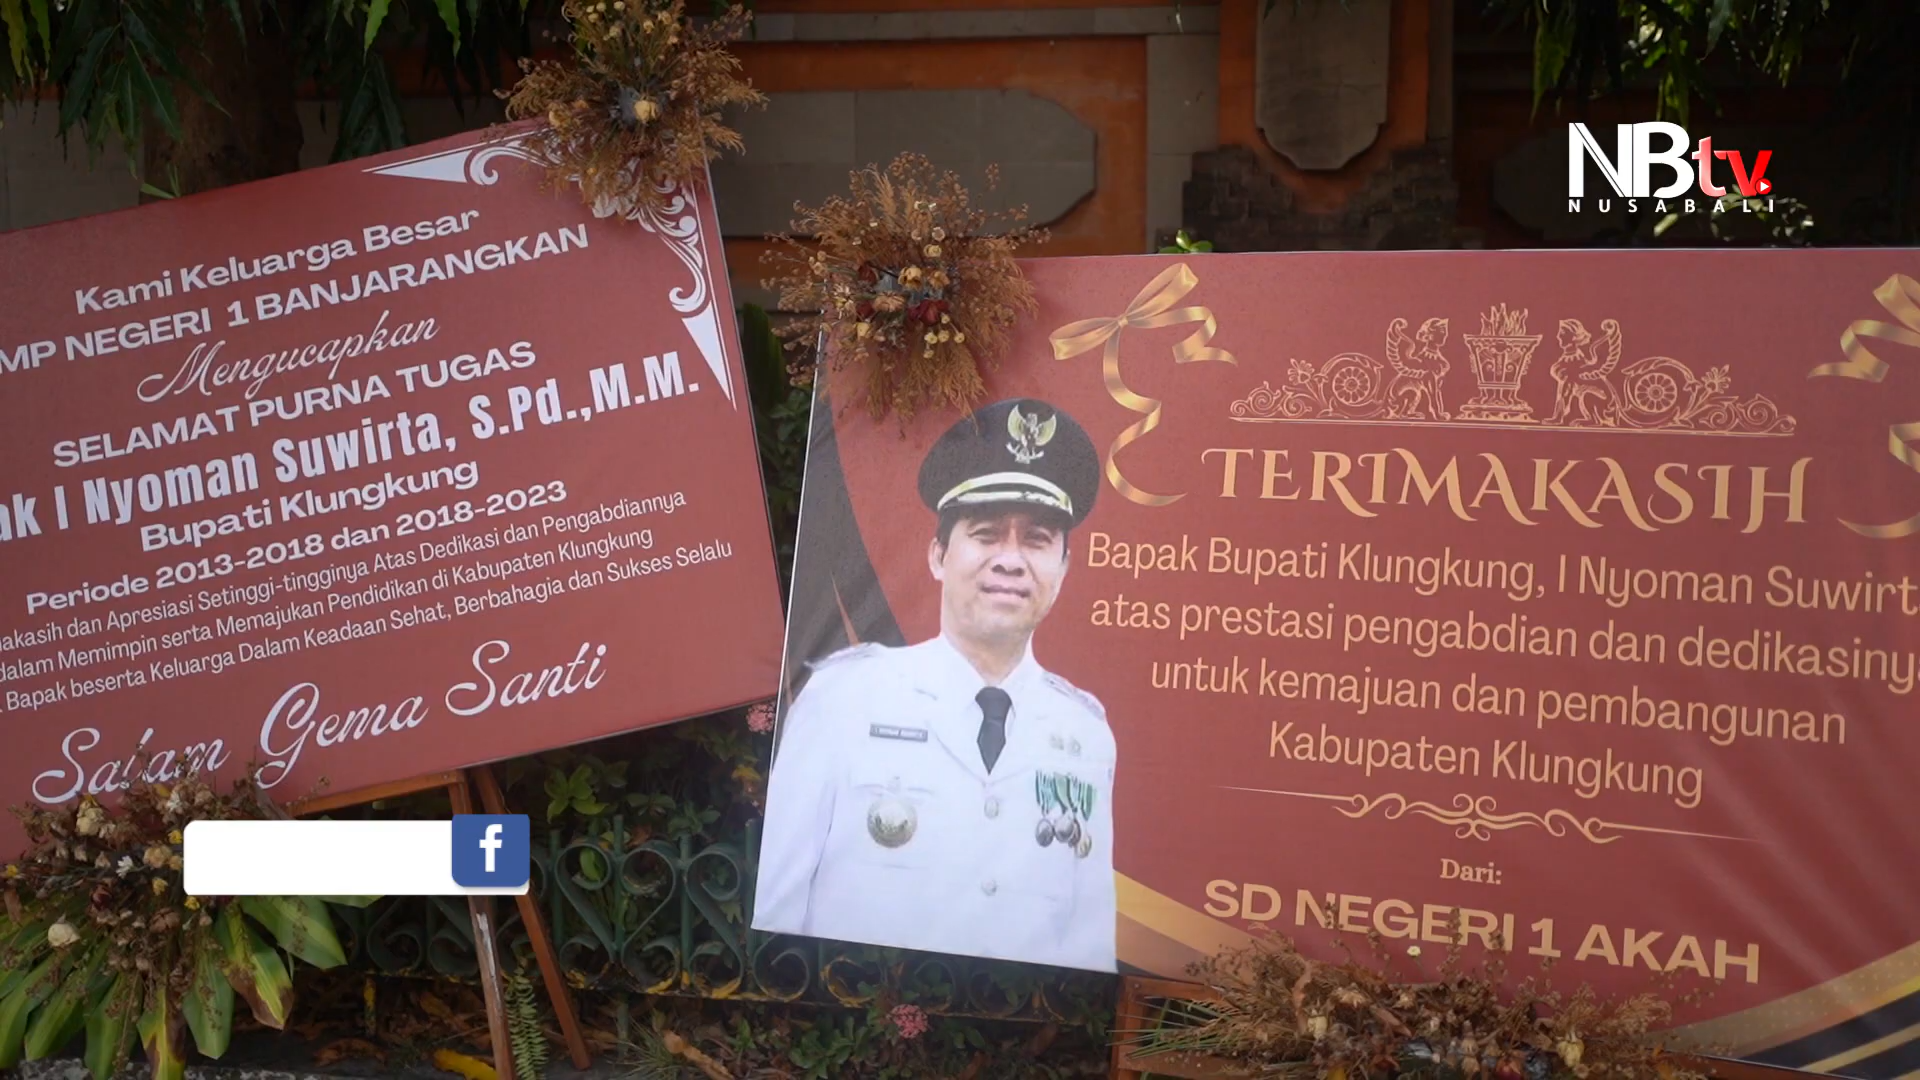 Kami Keluarga Besar
MP NEGERI 1 BANJARANGKAN
Mengucapkan
SELAMAT PURNA TUGAS
ak I Nyoman Suwirta, S.Pd.,M.M.
Bupati Klungkung
Periode 2013-2018 dan 2018-2023
makasih dan Apresiasi Setinggi-tingginya Atas Dedikasi dan Pengabdiannya
dalam Memimpin serta Memajukan Pendidikan di Kabupaten Klungkung
Bapak beserta Keluarga Dalam Keadaan Sehat, Berbahagia dan Sukses Selalu
Salam Gema Santi
TERIMAKASIH
Bapak Bupati Klungkung, I Nyoman Suwirt
atas prestasi pengabdian dan dedikasiny
untuk kemajuan dan pembangunan
Kabupaten Klungkung
Dari:
SD NEGERI 1 AKAH
NBtv
NUSABALI
f